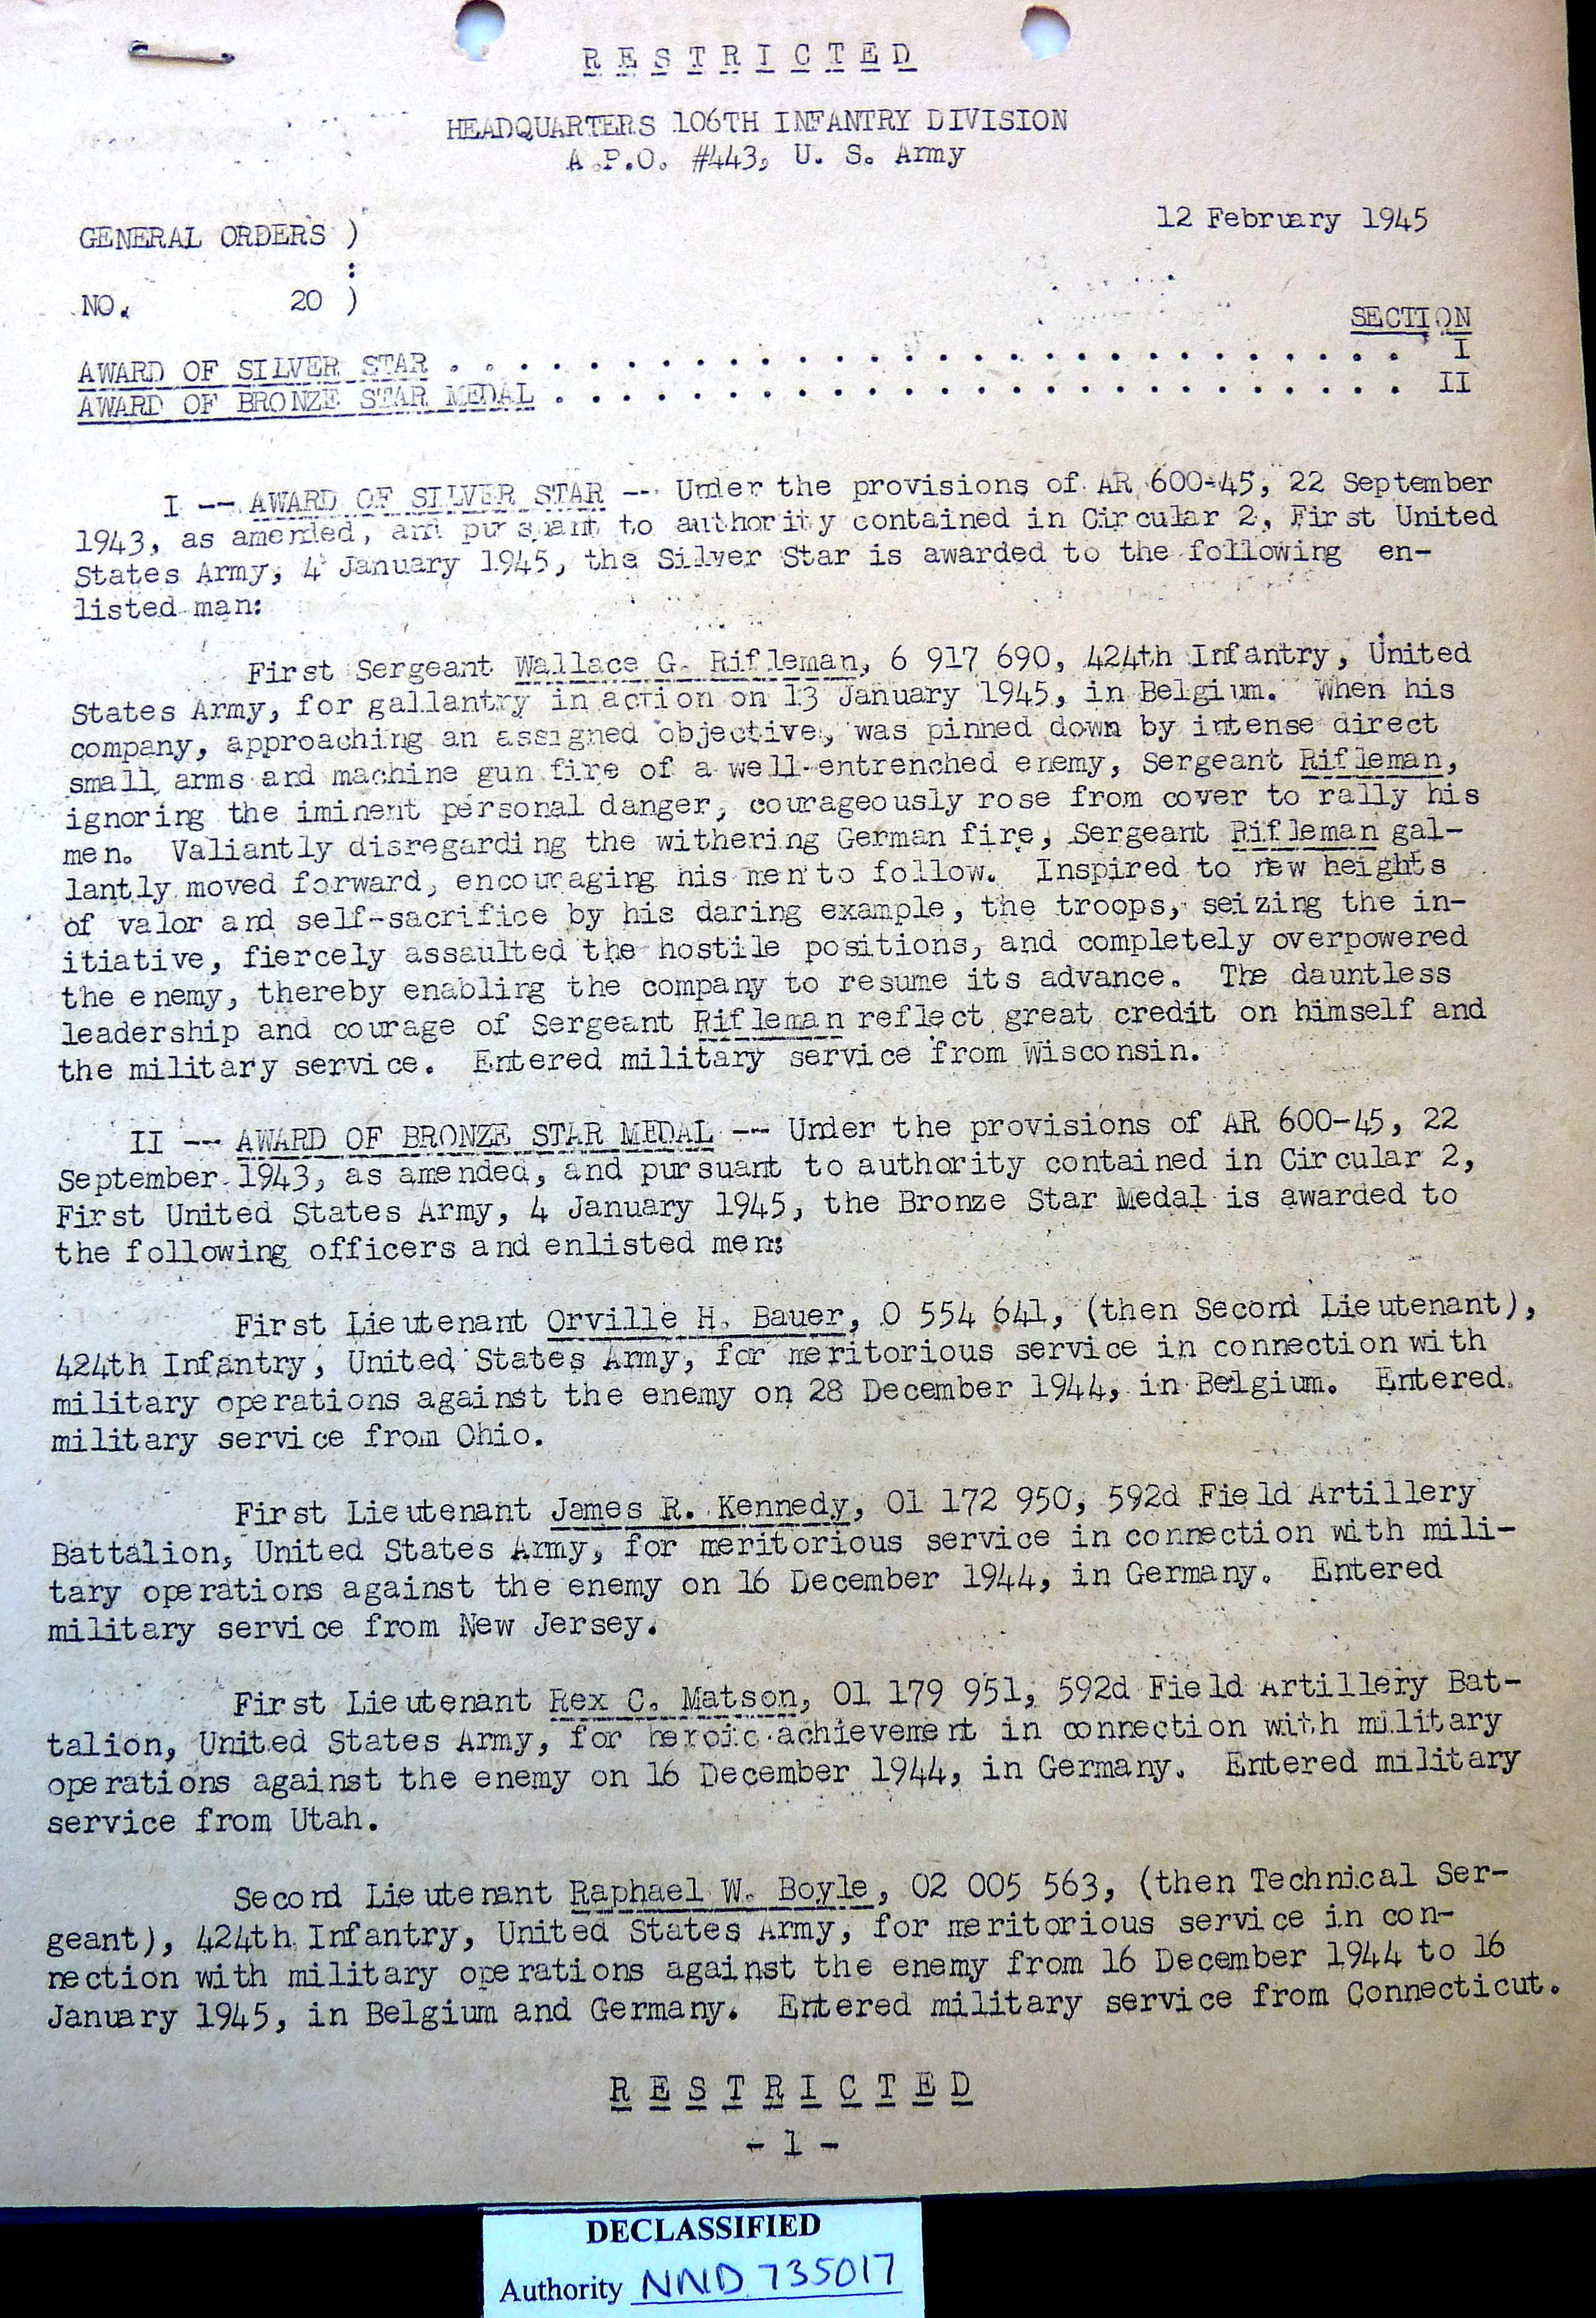 RESTRICTED
HEADQUARTERS 106TH INFANTRY DIVISION
A.P.O. #443, U. S. Army
12 February 1945
GENERAL ORDERS )
:
NO. 20 )
SECTION
AWARD OF SILVER STAR . . . . . . . . . . . . . . . . . . . . . . . . . . . . I
AWARD OF BRONZE STAR MEDAL . . . . . . . . . . . . . . . . . . . . . . . . II
I -- AWARD OF SILVER STAR -- Under the provisions of AR 600-45, 22 September
1943, as amended, and pursuant to authority contained in Circular 2, First United
States Army, 4 January 1945, the Silver Star is awarded to the following en-
listed man:
First Sergeant Wallace G. Rifleman, 6 917 690, 424th Infantry, United
States Army, for gallantry in action on 13 January 1945, in Belgium. When his
company, approaching an assigned objective, was pinned down by intense direct
small arms and machine gun fire of a well-entrenched enemy, Sergeant Rifleman,
ignoring the iminent personal danger, courageously rose from cover to rally his
men. Valiantly disregarding the withering German fire, Sergeant Rifleman gal-
lantly moved forward, encouraging his men to follow. Inspired to new heights
of valor and self-sacrifice by his daring example, the troops, seizing the in-
itiative, fiercely assaulted the hostile positions, and completely overpowered
the enemy, thereby enabling the company to resume its advance. The dauntless
leadership and courage of Sergeant Rifleman reflect great credit on himself and
the military service. Entered military service from Wisconsin.
II -- AWARD OF BRONZE STAR MEDAL -- Under the provisions of AR 600-45, 22
September 1943, as amended, and pursuant to authority contained in Circular 2,
First United States Army, 4 January 1945, the Bronze Star Medal is awarded to
the following officers and enlisted men:
First Lieutenant Orville H. Bauer, O 554 641, (then Second Lieutenant),
424th Infantry, United States Army, for meritorious service in connection with
military operations against the enemy on 28 December 1944, in Belgium. Entered
military service from Ohio.
First Lieutenant James R. Kennedy, O1 172 950, 592d Field Artillery
Battalion, United States Army, for meritorious service in connection with mili-
tary operations against the enemy on 16 December 1944, in Germany. Entered
military service from New Jersey.
First Lieutenant Rex C. Matson, O1 179 951, 592d Field Artillery Bat-
talion, United States Army, for heroic achievement in connection with military
operations against the enemy on 16 December 1944, in Germany. Entered military
service from Utah.
Second Lieutenant Raphael W. Boyle, O2 005 563, (then Technical Ser-
geant), 424th Infantry, United States Army, for meritorious service in con-
nection with military operations against the enemy from 16 December 1944 to 16
January 1945, in Belgium and Germany. Entered military service from Connecticut.
RESTRICTED
- 1 -
DECLASSIFIED
Authority NND 735017